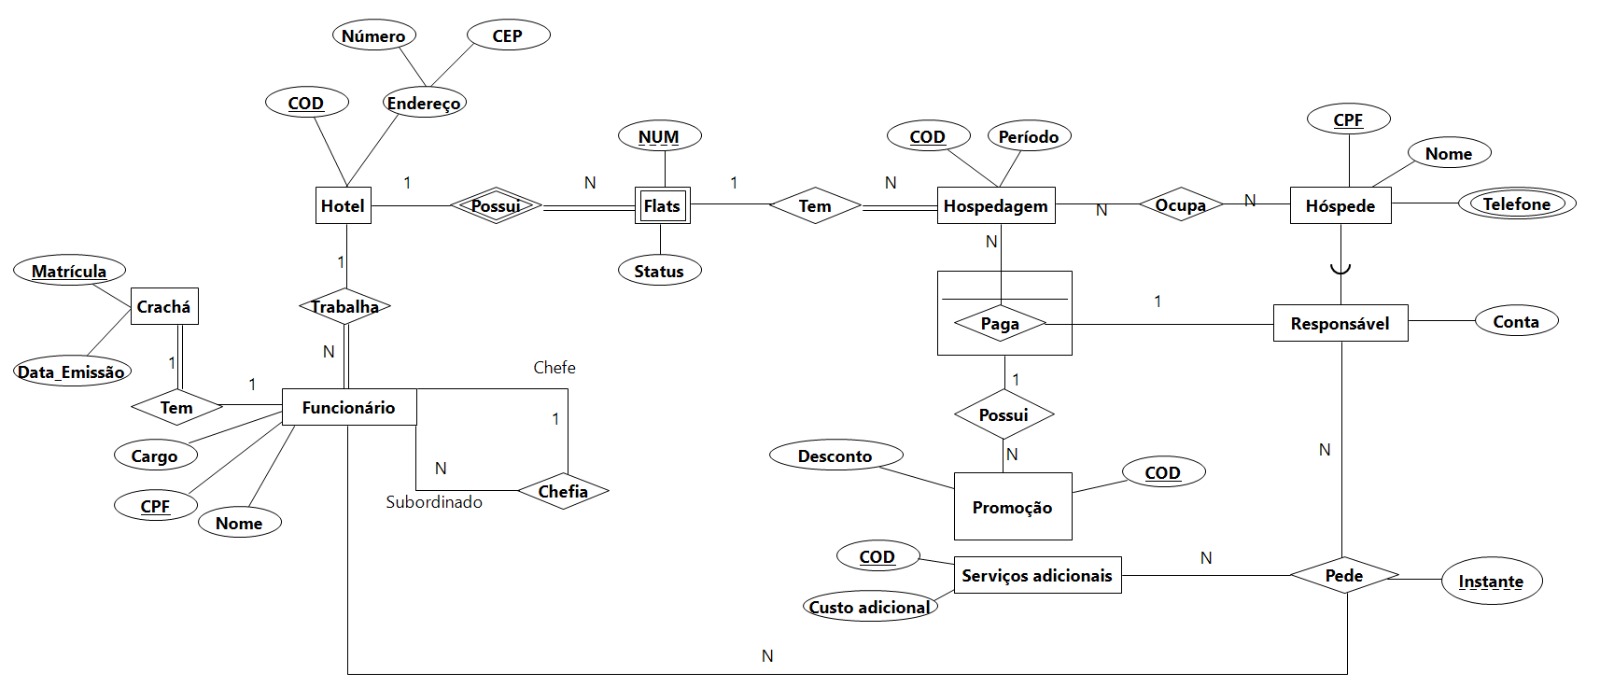 Número
CEP
COD
Endereço
NUM
COD
Período
CPF
Nome
1
N
1
N
Hotel
Possui
Flats
Tem
Hospedagem
N
Ocupa
N
Hóspede
Telefone
Status
N
1
Matrícula
Crachá
Trabalha
1
Paga
Responsável
Conta
N
1
Data_Emissão
Chefe
1
1
Tem
Funcionário
Possui
1
Cargo
N
Subordinado
Chefia
N
Desconto
COD
N
CPF
Nome
Promoção
COD
Serviços adicionais
N
Pede
Instante
Custo adicional
N